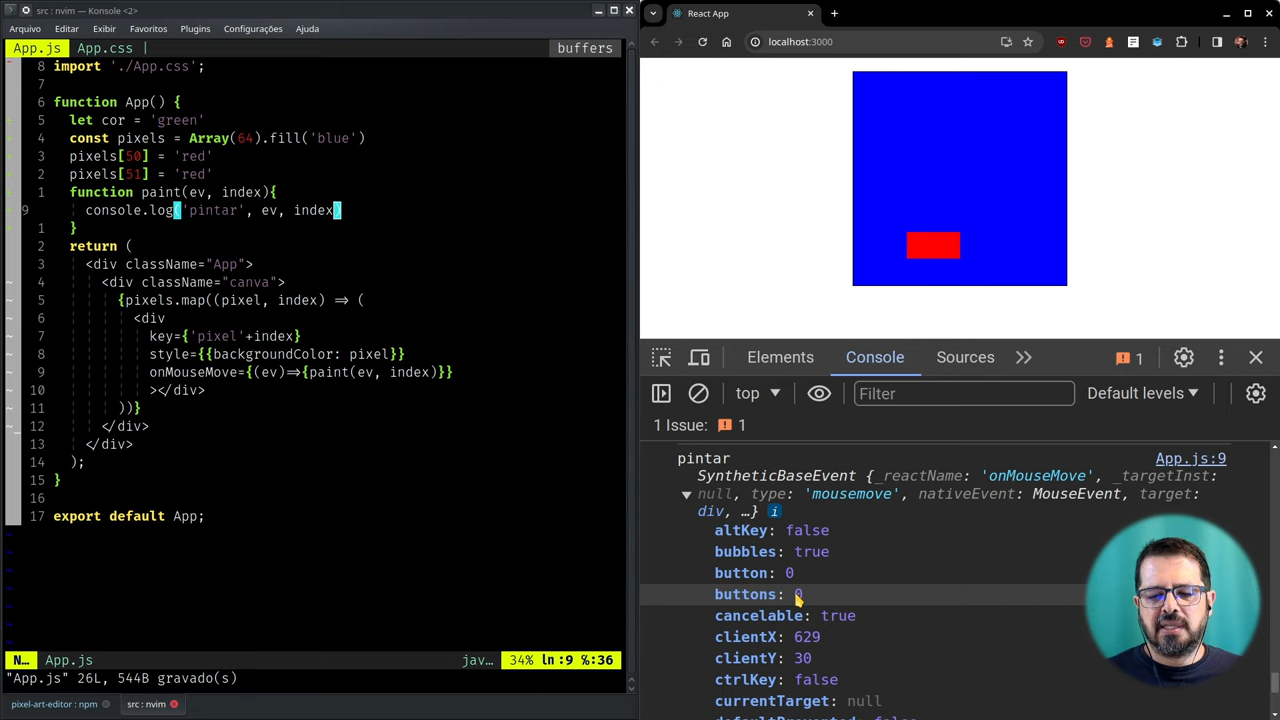 src : nvim — Konsole <2>
Arquivo Editar Exibir Favoritos Plugins Configurações Ajuda
App.js App.css | buffers
8 import './App.css';
7
6 function App() {
5 let cor = 'green'
4 const pixels = Array(64).fill('blue')
3 pixels[50] = 'red'
2 pixels[51] = 'red'
1 function paint(ev, index){
9 console.log('pintar', ev, index)
1 }
2 return (
3 <div className="App">
4 <div className="canva">
5 {pixels.map((pixel, index) => (
6 <div
7 key={'pixel'+index}
8 style={{backgroundColor: pixel}}
9 onMouseMove={(ev)=>{paint(ev, index)}}
10 ></div>
11 ))}
12 </div>
13 </div>
14 );
15 }
16
17 export default App;
N… App.js jav… 34% ln:9 %:36
"App.js" 26L, 544B gravado(s)
pixel-art-editor : npm src : nvim
React App
localhost:3000
Elements Console Sources
1
top Filter Default levels
1 Issue: 1
pintar App.js:9
SyntheticBaseEvent {_reactName: 'onMouseMove', _targetInst:
null, type: 'mousemove', nativeEvent: MouseEvent, target:
div, …} i
altKey: false
bubbles: true
button: 0
buttons: 0
cancelable: true
clientX: 629
clientY: 30
ctrlKey: false
currentTarget: null
defaultPrevented: false